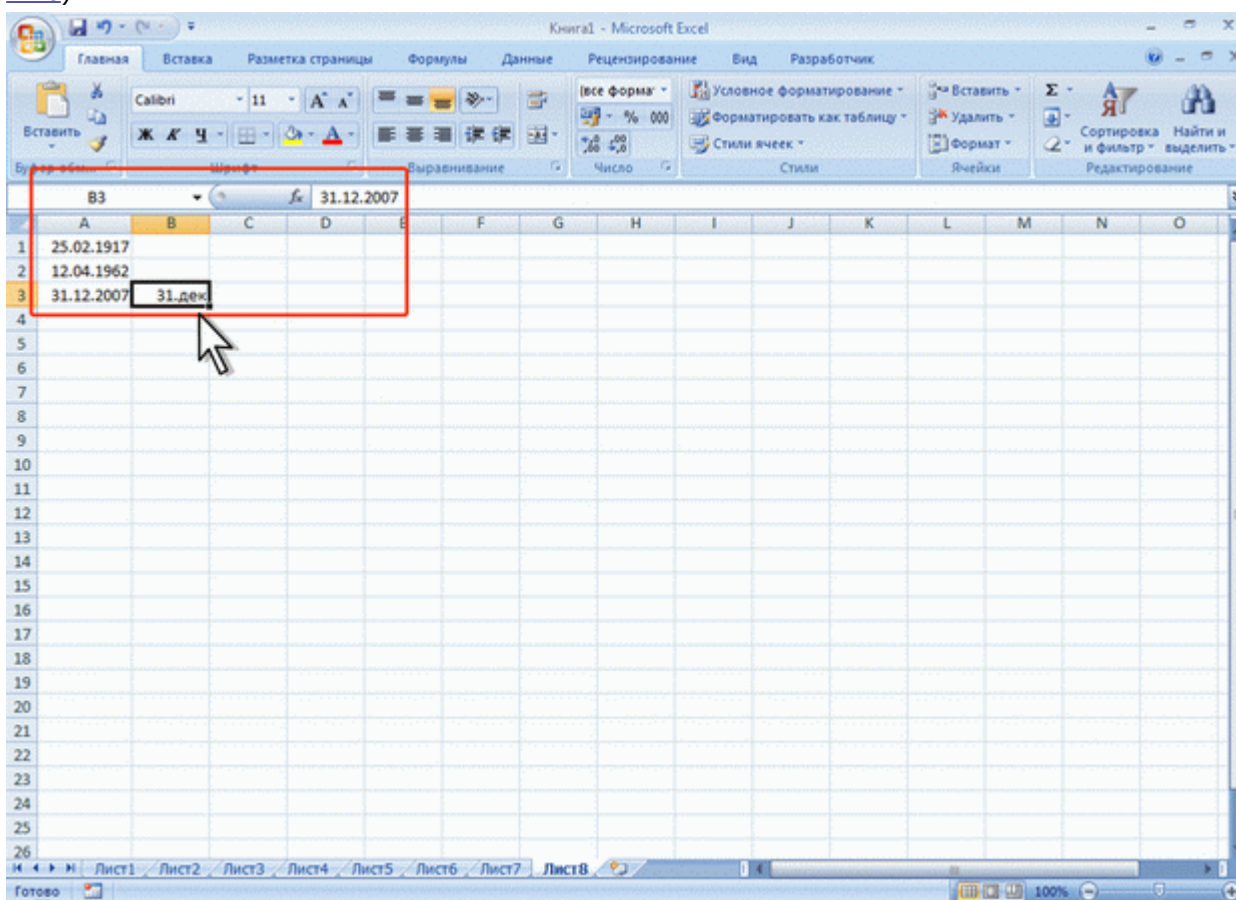 Книга1 - Microsoft Excel
Главная Вставка Разметка страницы Формулы Данные Рецензирование Вид Разработчик
Calibri 11 A A (все форма Условное форматирование Вставить Σ
Вставить Ж К Ч A % 000 Форматировать как таблицу Удалить Сортировка и фильтр Найти и выделить
Стили ячеек Формат
Шрифт Выравнивание Число Стили Ячейки Редактирование
B3 fx 31.12.2007
A B C D E F G H I J K L M N O
1 25.02.1917
2 12.04.1962
3 31.12.2007 31.дек
4
5
6
7
8
9
10
11
12
13
14
15
16
17
18
19
20
21
22
23
24
25
26
Лист1 Лист2 Лист3 Лист4 Лист5 Лист6 Лист7 Лист8
Готово 100%